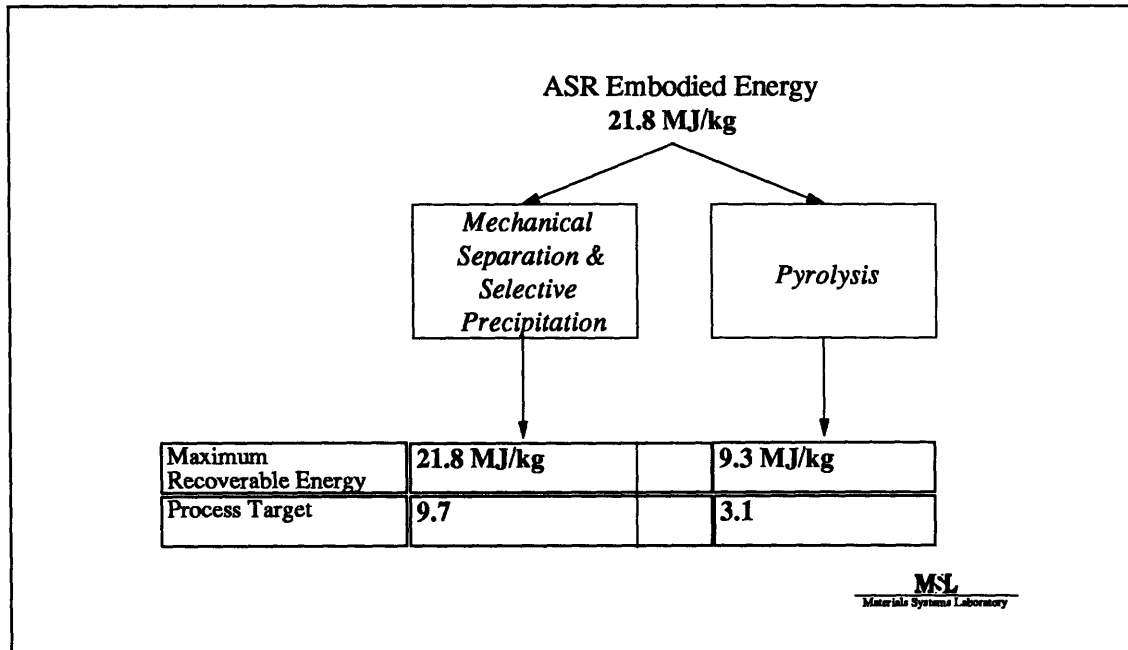 ASR Embodied Energy
21.8 MJ/kg
Mechanical
Separation &
Selective
Precipitation
Pyrolysis
Maximum
Recoverable Energy
21.8 MJ/kg
9.3 MJ/kg
Process Target
9.7
3.1
MSL
Materials Systems Laboratory